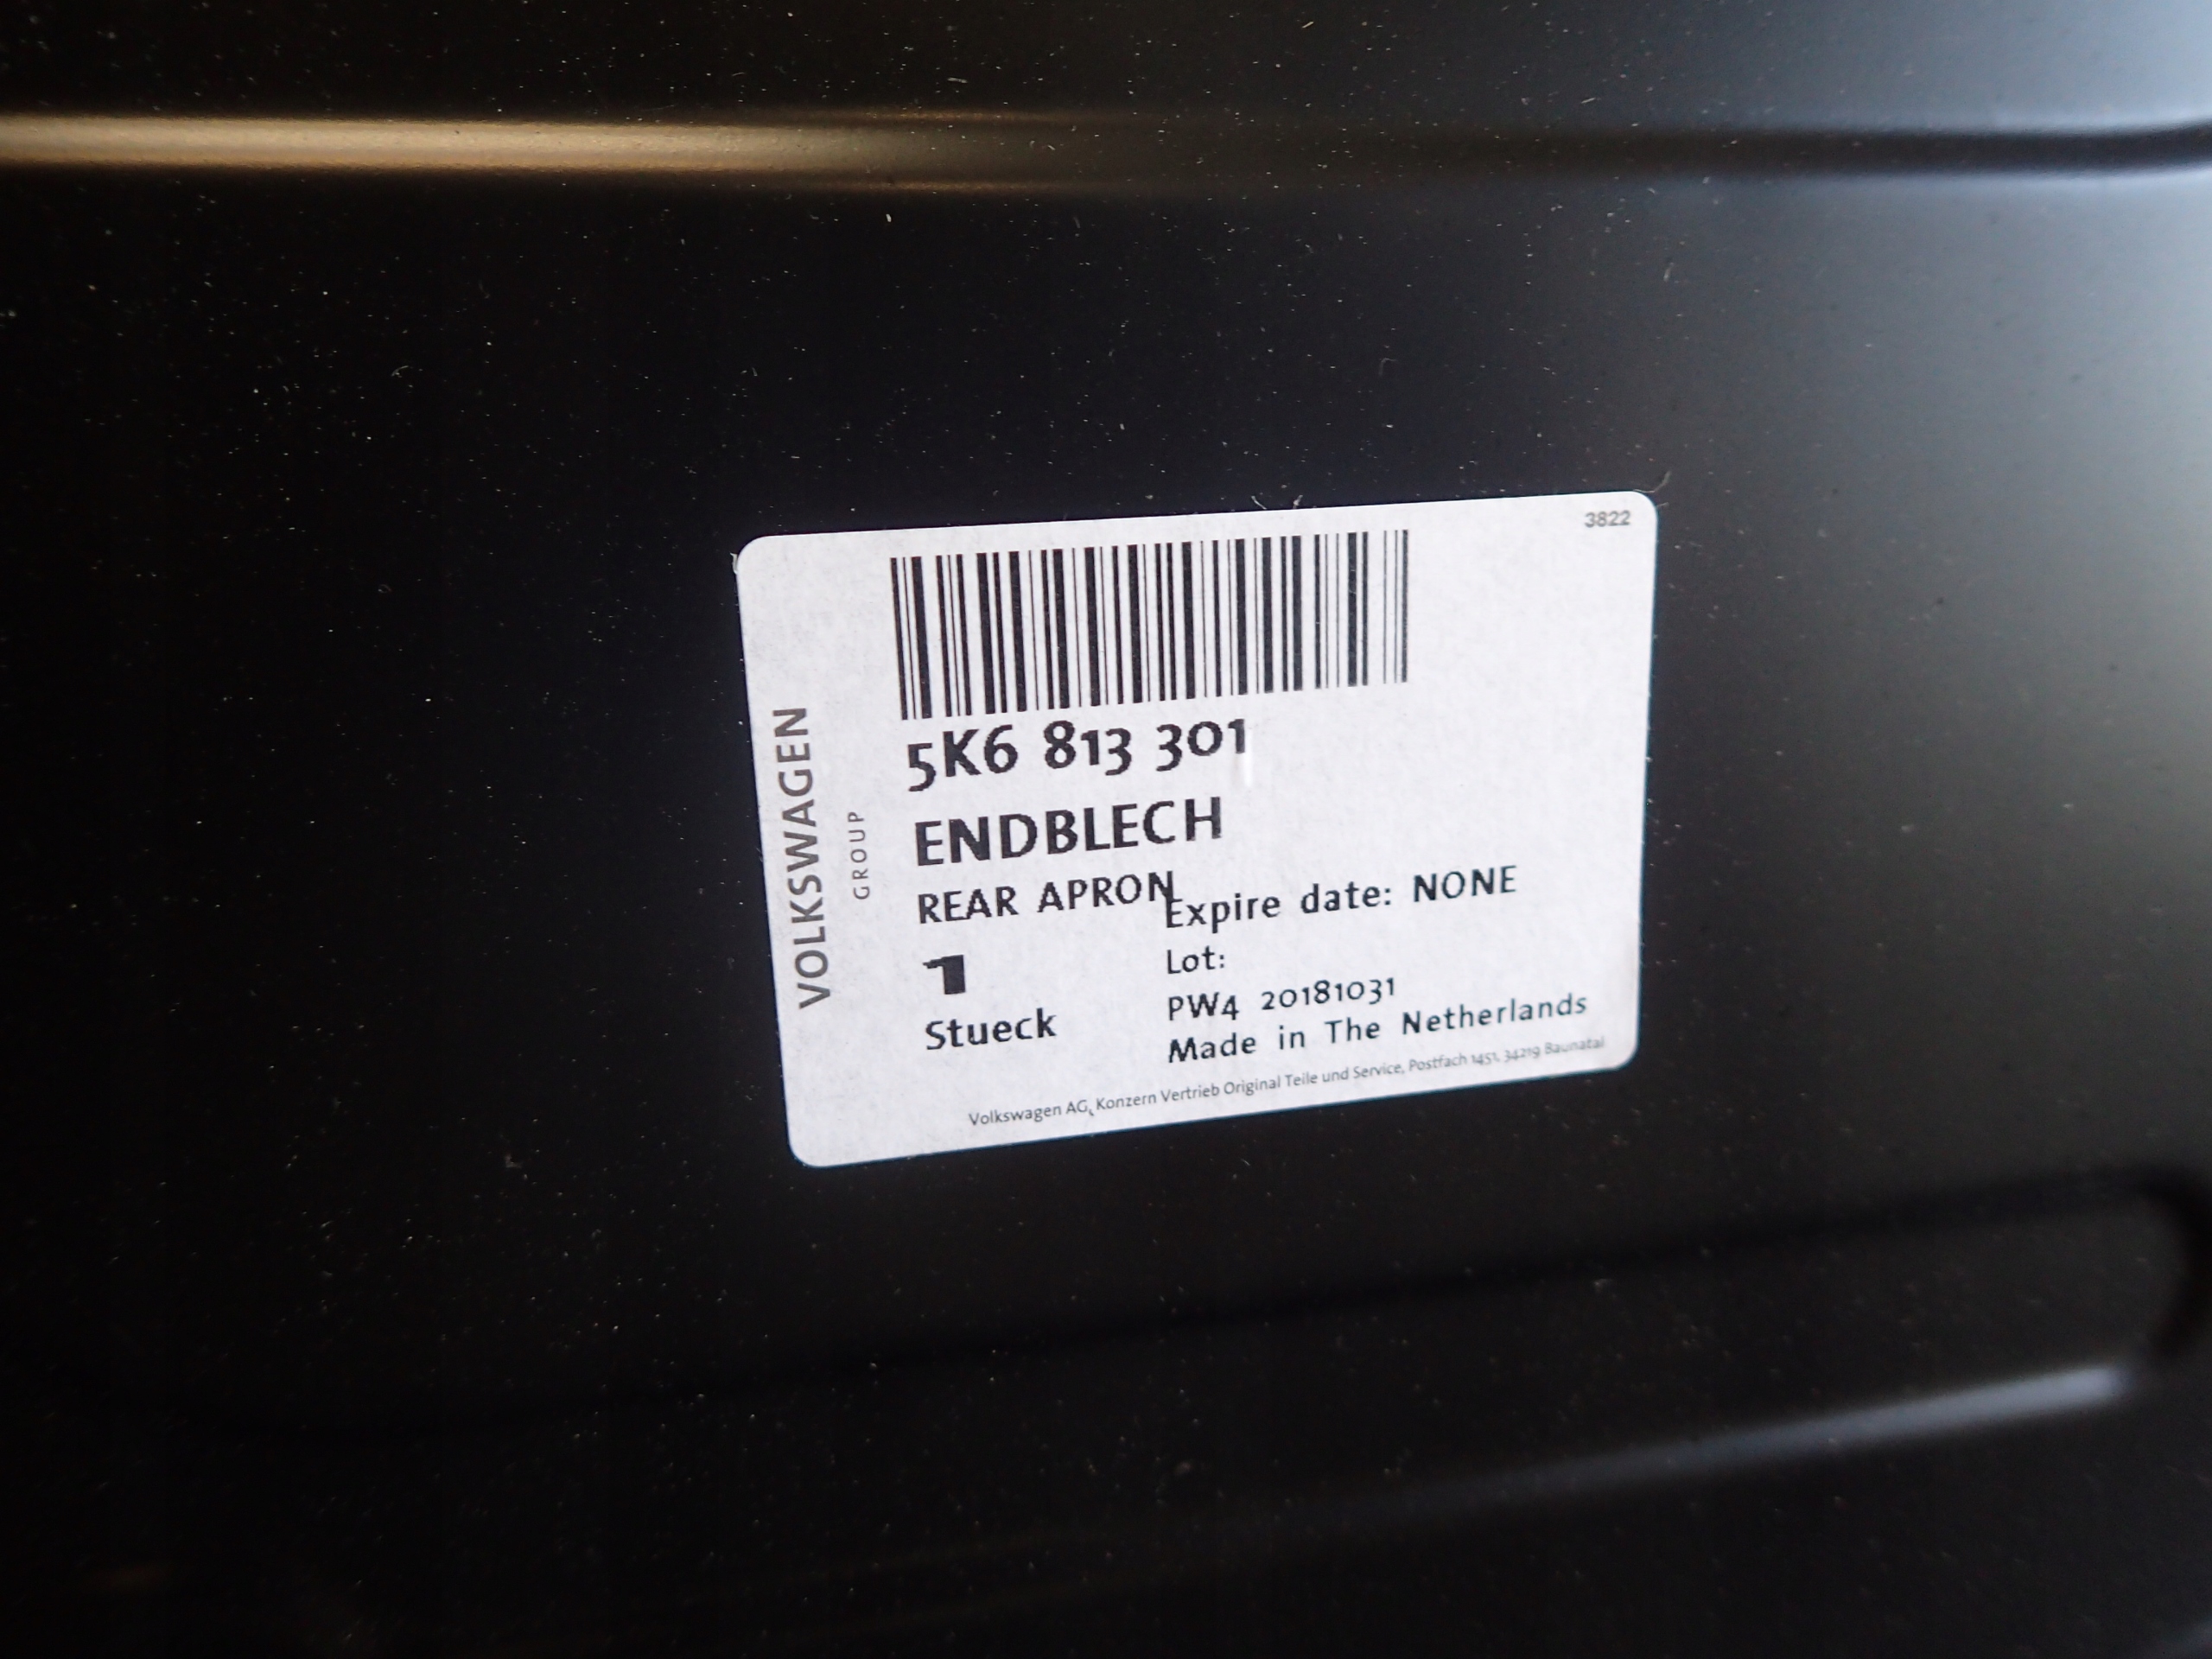 3822
VOLKSWAGEN
GROUP
5K6 813 301
ENDBLECH
REAR APRON
Expire date: NONE
1
Lot:
Stueck
PW4 20181031
Made in The Netherlands
Volkswagen AG, Konzern Vertrieb Original Teile und Service, Postfach 1451, 34219 Baunatal